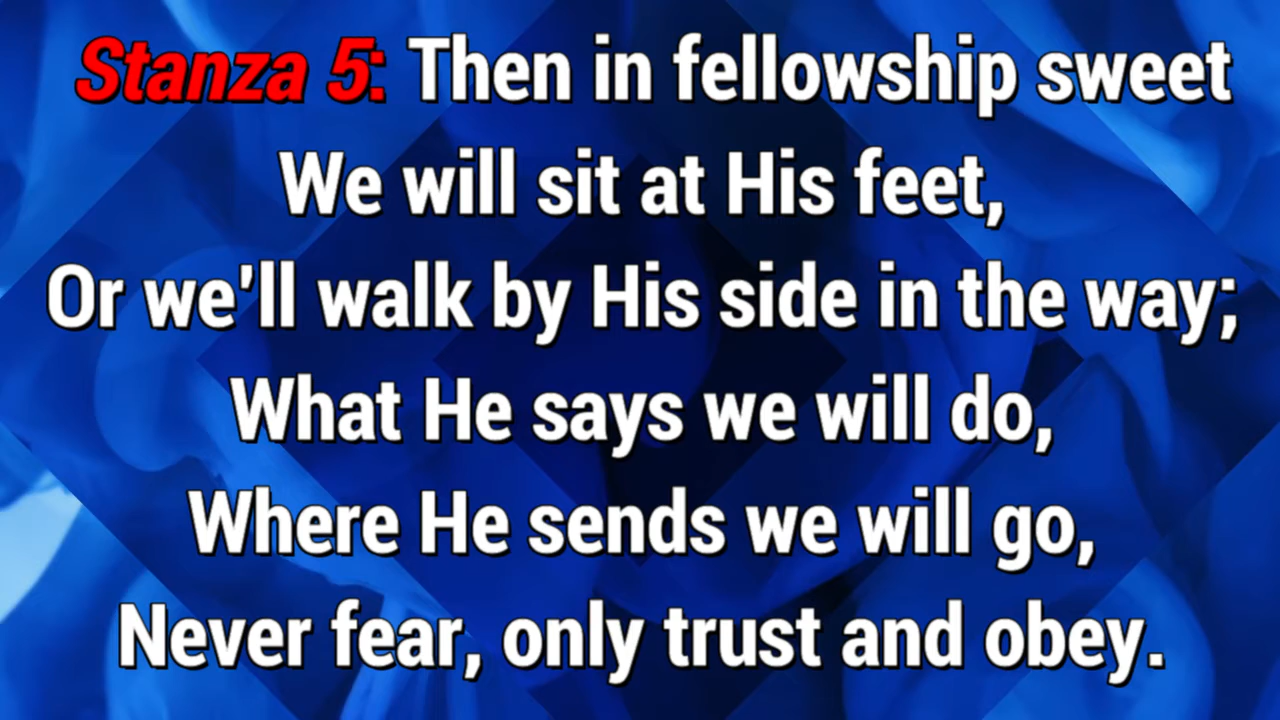 Stanza 5: Then in fellowship sweet
We will sit at His feet,
Or we'll walk by His side in the way;
What He says we will do,
Where He sends we will go,
Never fear, only trust and obey.